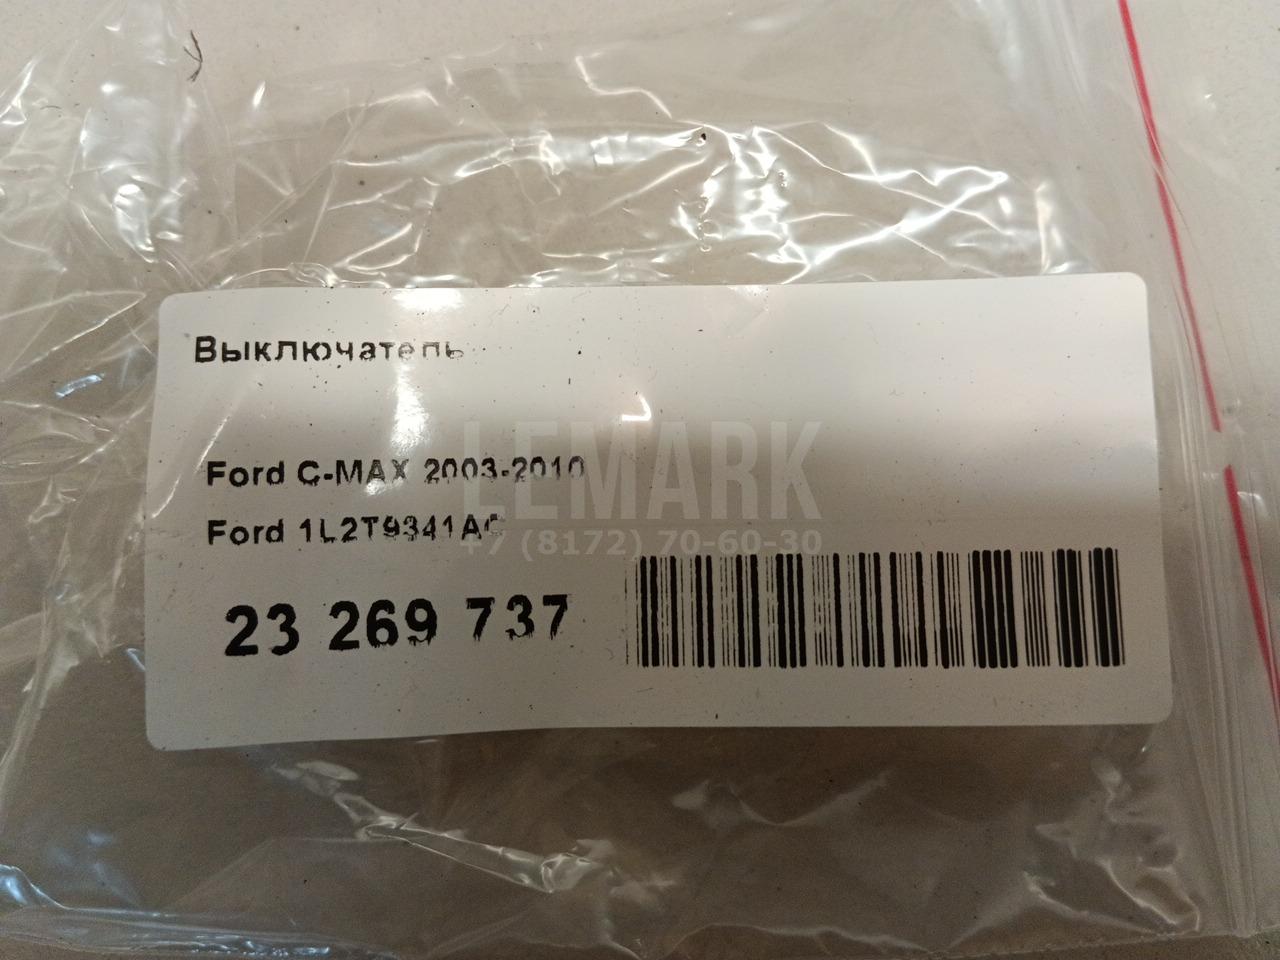 Выключатель
Ford C-MAX 2003-2010
Ford 1L2T9341AC
LEMARK
+7 (8172) 70-60-30
23 269 737